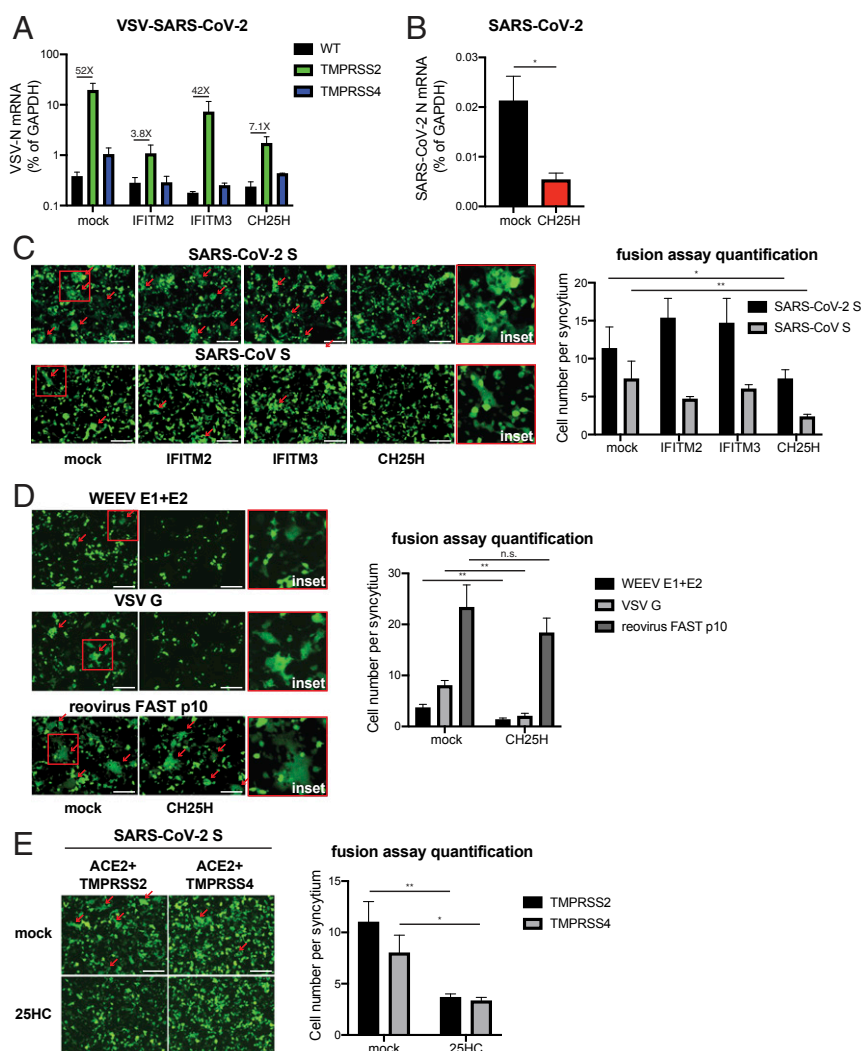 A
VSV-SARS-CoV-2
WT
TMPRSS2
TMPRSS4
VSV-N mRNA
(% of GAPDH)
100
10
1
0.1
52X
3.8X
42X
7.1X
mock
IFITM2
IFITM3
CH25H
B
SARS-CoV-2
SARS-CoV-2 N mRNA
(% of GAPDH)
0.03
0.02
0.01
0.00
*
mock
CH25H
C
SARS-CoV-2 S
inset
SARS-CoV S
inset
mock
IFITM2
IFITM3
CH25H
fusion assay quantification
Cell number per syncytium
20
15
10
5
0
*
**
SARS-CoV-2 S
SARS-CoV S
mock
IFITM2
IFITM3
CH25H
D
WEEV E1+E2
inset
VSV G
inset
reovirus FAST p10
inset
mock
CH25H
fusion assay quantification
Cell number per syncytium
30
20
10
0
n.s.
**
**
WEEV E1+E2
VSV G
reovirus FAST p10
mock
CH25H
E
SARS-CoV-2 S
ACE2+
TMPRSS2
ACE2+
TMPRSS4
mock
25HC
fusion assay quantification
Cell number per syncytium
15
10
5
0
**
*
TMPRSS2
TMPRSS4
mock
25HC